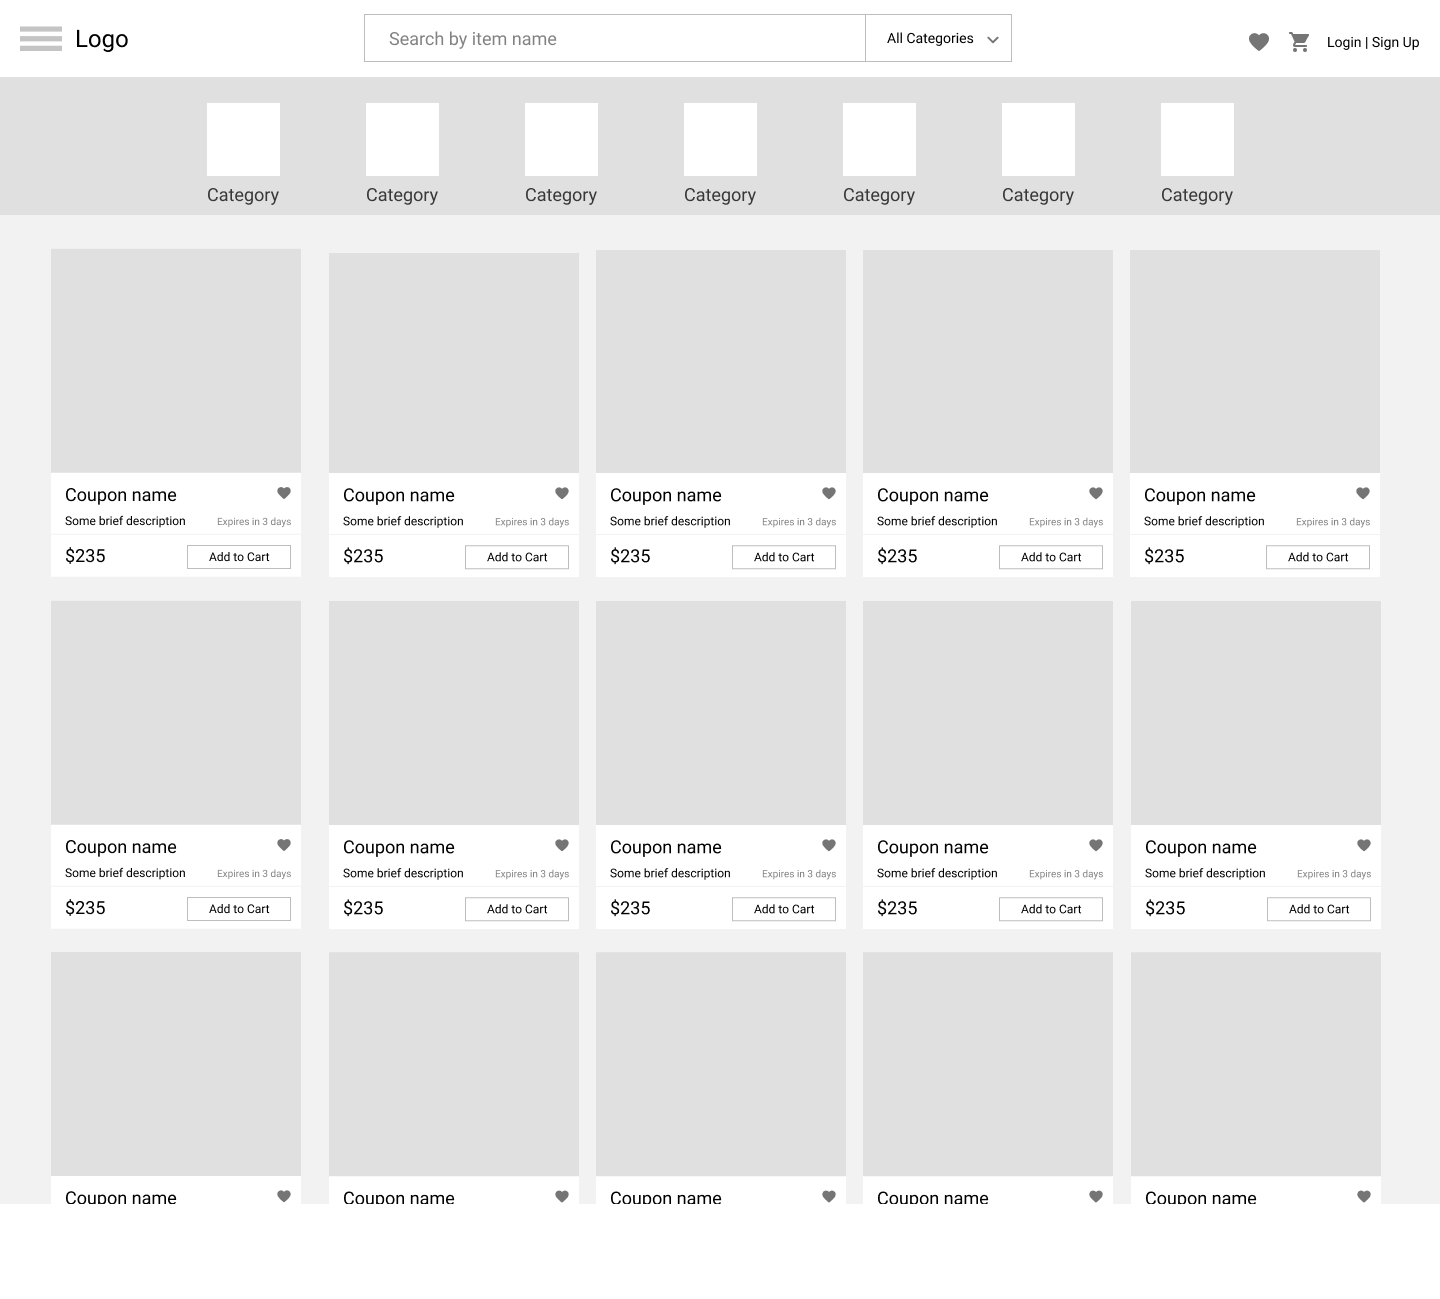 Logo
Search by item name
All Categories
Login | Sign Up
Category Category Category Category Category Category Category
Coupon name Coupon name Coupon name Coupon name Coupon name
Some brief description Expires in 3 days Some brief description Expires in 3 days Some brief description Expires in 3 days Some brief description Expires in 3 days Some brief description Expires in 3 days
$235 Add to Cart $235 Add to Cart $235 Add to Cart $235 Add to Cart $235 Add to Cart
Coupon name Coupon name Coupon name Coupon name Coupon name
Some brief description Expires in 3 days Some brief description Expires in 3 days Some brief description Expires in 3 days Some brief description Expires in 3 days Some brief description Expires in 3 days
$235 Add to Cart $235 Add to Cart $235 Add to Cart $235 Add to Cart $235 Add to Cart
Coupon name Coupon name Coupon name Coupon name Coupon name